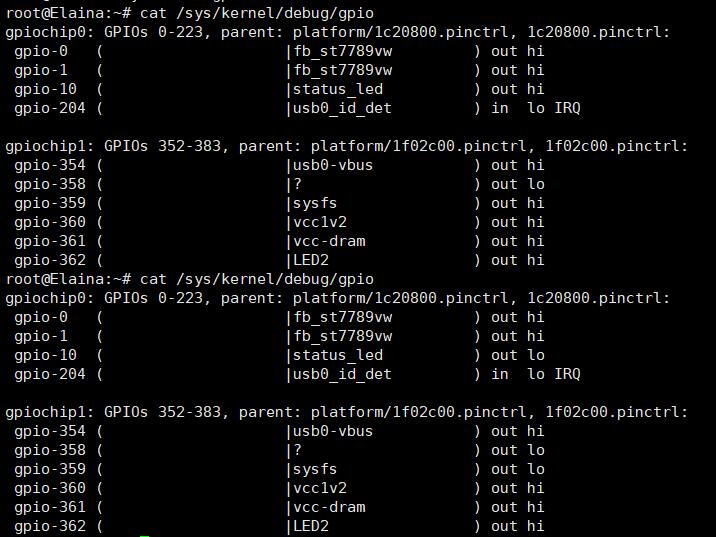 root@Elaina:~# cat /sys/kernel/debug/gpio
gpiochip0: GPIOs 0-223, parent: platform/1c20800.pinctrl, 1c20800.pinctrl:
 gpio-0   (                    |fb_st7789vw         ) out hi
 gpio-1   (                    |fb_st7789vw         ) out hi
 gpio-10  (                    |status_led          ) out hi
 gpio-204 (                    |usb0_id_det         ) in  lo IRQ

gpiochip1: GPIOs 352-383, parent: platform/1f02c00.pinctrl, 1f02c00.pinctrl:
 gpio-354 (                    |usb0-vbus           ) out hi
 gpio-358 (                    |?                   ) out lo
 gpio-359 (                    |sysfs               ) out hi
 gpio-360 (                    |vcc1v2              ) out hi
 gpio-361 (                    |vcc-dram            ) out hi
 gpio-362 (                    |LED2                ) out hi
root@Elaina:~# cat /sys/kernel/debug/gpio
gpiochip0: GPIOs 0-223, parent: platform/1c20800.pinctrl, 1c20800.pinctrl:
 gpio-0   (                    |fb_st7789vw         ) out hi
 gpio-1   (                    |fb_st7789vw         ) out hi
 gpio-10  (                    |status_led          ) out lo
 gpio-204 (                    |usb0_id_det         ) in  lo IRQ

gpiochip1: GPIOs 352-383, parent: platform/1f02c00.pinctrl, 1f02c00.pinctrl:
 gpio-354 (                    |usb0-vbus           ) out hi
 gpio-358 (                    |?                   ) out lo
 gpio-359 (                    |sysfs               ) out lo
 gpio-360 (                    |vcc1v2              ) out hi
 gpio-361 (                    |vcc-dram            ) out hi
 gpio-362 (                    |LED2                ) out hi